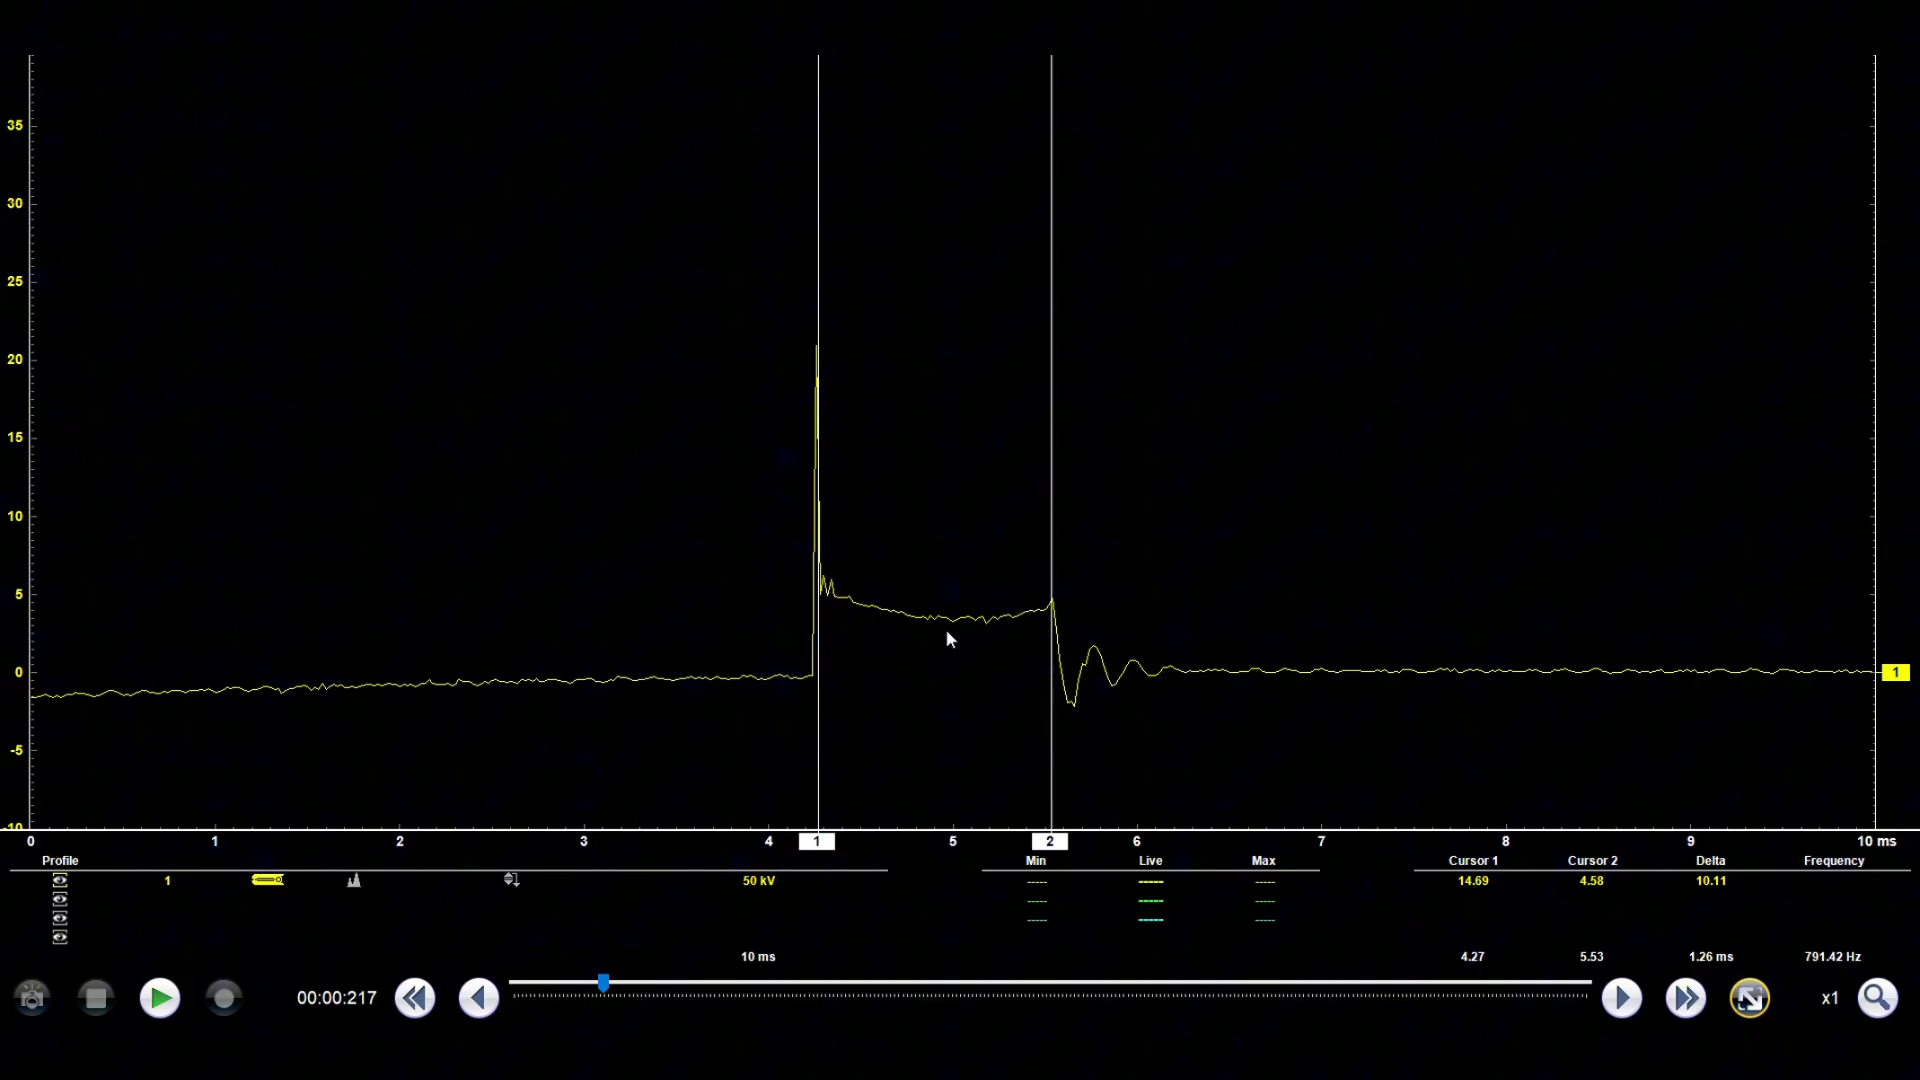 35
30
25
20
15
10
5
0
-5
-10
1
0 1 2 3 4 1 5 2 6 7 8 9 10 ms
Profile Min Live Max Cursor 1 Cursor 2 Delta Frequency
1 50 kV ----- ----- ----- 14.69 4.58 10.11
----- ----- -----
----- ----- -----
10 ms 4.27 5.53 1.26 ms 791.42 Hz
00:00:217 x1